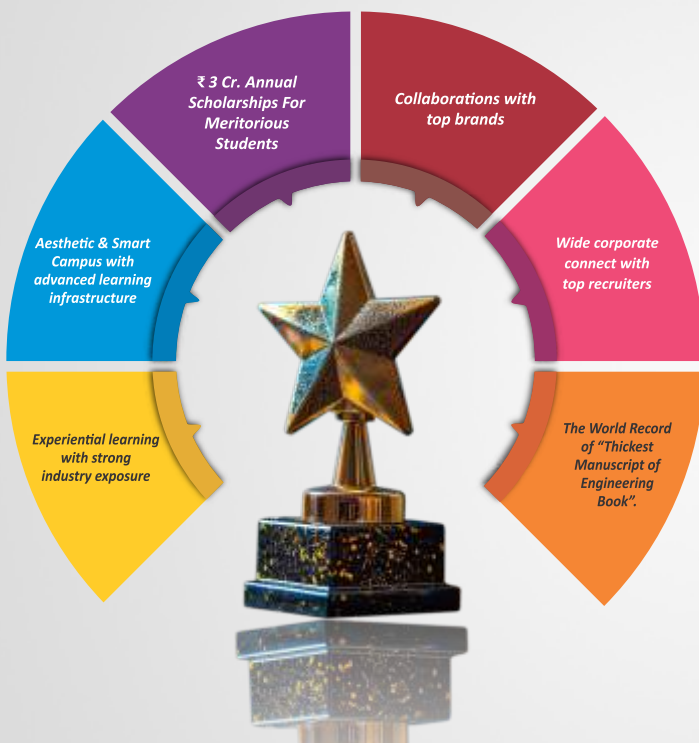 ₹ 3 Cr. Annual
Scholarships For
Meritorious
Students
Collaborations with
top brands
Aesthetic & Smart
Campus with
advanced learning
infrastructure
Wide corporate
connect with
top recruiters
Experiential learning
with strong
industry exposure
The World Record
of “Thickest
Manuscript of
Engineering
Book”.